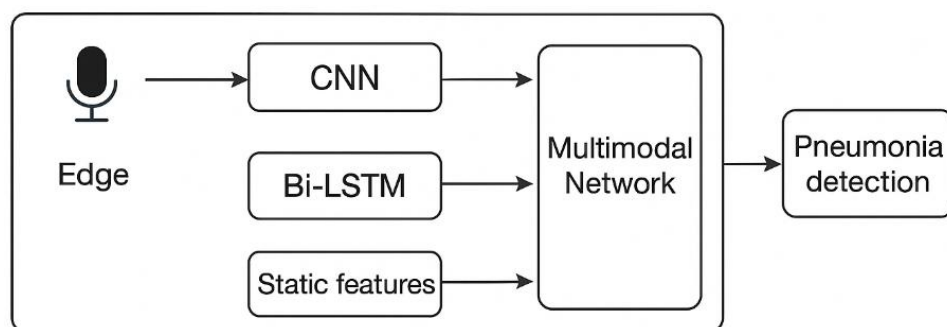 Edge
CNN
Bi-LSTM
Static features
Multimodal
Network
Pneumonia
detection